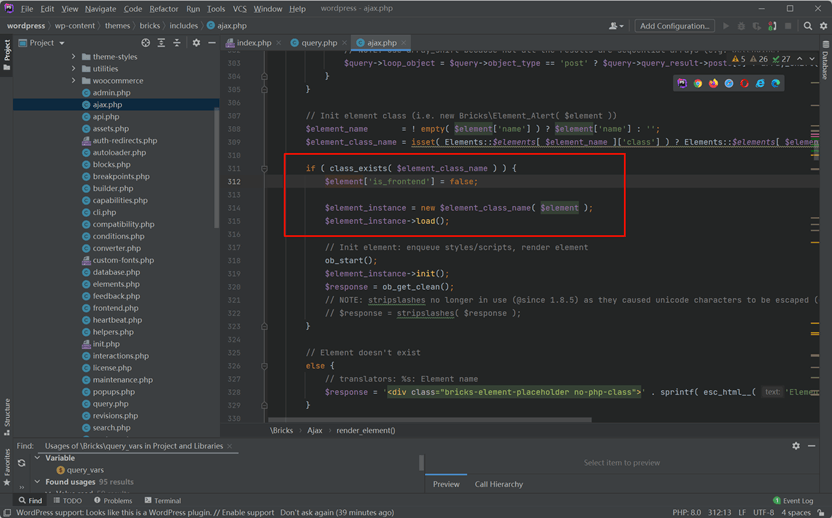 File Edit View Navigate Code Refactor Run Tools VCS Window Help wordpress - ajax.php
wordpress wp-content themes bricks includes ajax.php
Add Configuration...
Project
index.php query.php ajax.php
theme-styles
utilities
woocommerce
admin.php
ajax.php
api.php
assets.php
auth-redirects.php
autoloader.php
blocks.php
breakpoints.php
builder.php
capabilities.php
cli.php
compatibility.php
conditions.php
converter.php
custom-fonts.php
database.php
elements.php
feedback.php
frontend.php
heartbeat.php
helpers.php
init.php
interactions.php
license.php
maintenance.php
popups.php
query.php
revisions.php
search.php
5 26 27
303 $query->loop_object = $query->object_type == 'post' ? $query->query_result->
304 }
305 }
306
307 // Init element class (i.e. new Bricks\Element_Alert( $element ))
308 $element_name = ! empty( $element['name'] ) ? $element['name'] : '';
309 $element_class_name = isset( Elements::$elements[ $element_name ]['class'] ) ? Elements::$elements[ $element
310
311 if ( class_exists( $element_class_name ) ) {
312 $element['is_frontend'] = false;
313
314 $element_instance = new $element_class_name( $element );
315 $element_instance->load();
316
317 // Init element: enqueue styles/scripts, render element
318 ob_start();
319 $element_instance->init();
320 $response = ob_get_clean();
321 // NOTE: stripslashes no longer in use (@since 1.8.5) as they caused unicode characters to be escaped (
322 // $response = stripslashes( $response );
323 }
324
325 // Element doesn't exist
326 else {
327 // translators: %s: Element name
328 $response = '<div class="bricks-element-placeholder no-php-class">' . sprintf( esc_html__( text: 'Eleme
329 }
330
\Bricks Ajax render_element()
Project
Structure
Favorites
Database
Find: Usages of \Bricks\query_vars in Project and Libraries
Variable
query_vars
Found usages 95 results
Select item to preview
Preview Call Hierarchy
Find TODO Problems Terminal
1 Event Log
WordPress support: Looks like this is a WordPress plugin. // Enable support Don't ask again (39 minutes ago)
PHP: 8.0 312:13 LF UTF-8 4 spaces